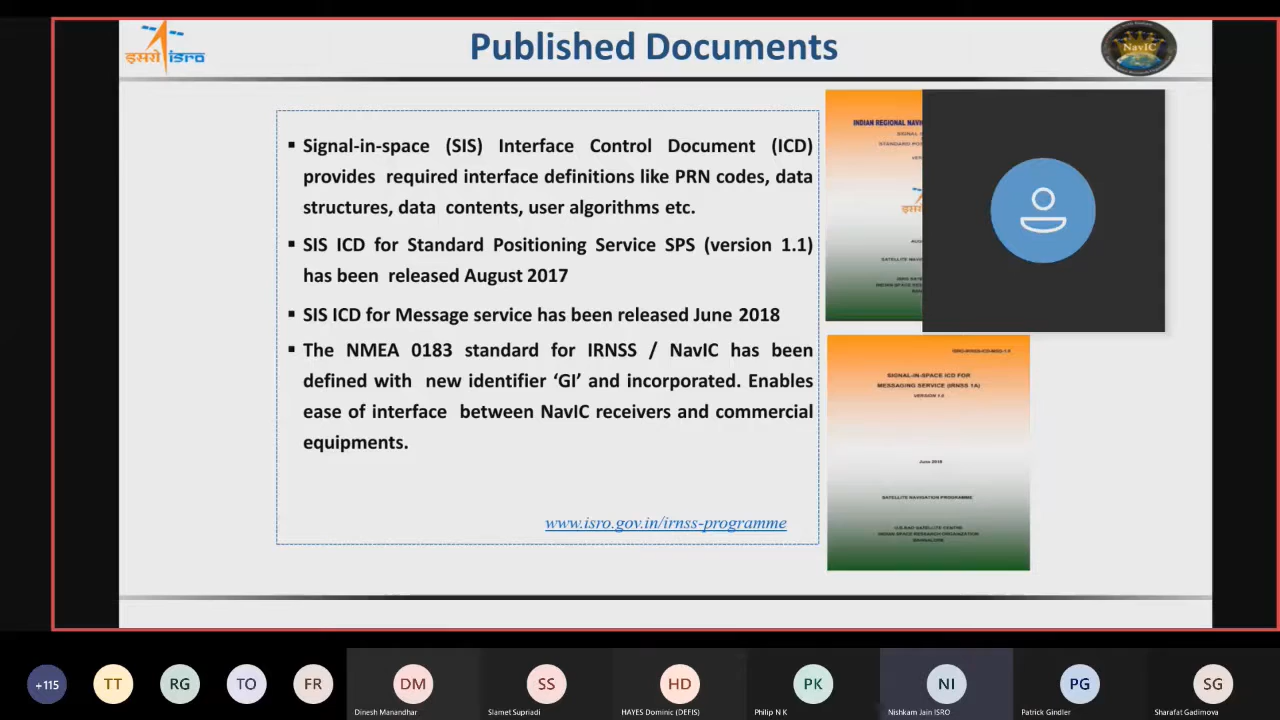 इसरो isro
Published Documents
NavIC
▪ Signal-in-space (SIS) Interface Control Document (ICD)
provides required interface definitions like PRN codes, data
structures, data contents, user algorithms etc.
▪ SIS ICD for Standard Positioning Service SPS (version 1.1)
has been released August 2017
▪ SIS ICD for Message service has been released June 2018
▪ The NMEA 0183 standard for IRNSS / NavIC has been
defined with new identifier ‘GI’ and incorporated. Enables
ease of interface between NavIC receivers and commercial
equipments.
www.isro.gov.in/irnss-programme
INDIAN REGIONAL
SIGNAL-IN-SPACE ICD FOR
MESSAGING SERVICE (IRNSS 1A)
June 2018
SATELLITE NAVIGATION PROGRAMME
INDIAN SPACE RESEARCH ORGANIZATION
BANGALORE
+115
TT
RG
TO
FR
DM
SS
HD
PK
NI
PG
SG
Dinesh Manandhar
Slamet Supriadi
HAYES Dominic (DEFIS)
Philip N K
Nishkam Jain ISRO
Patrick Gindler
Sharafat Gadimova